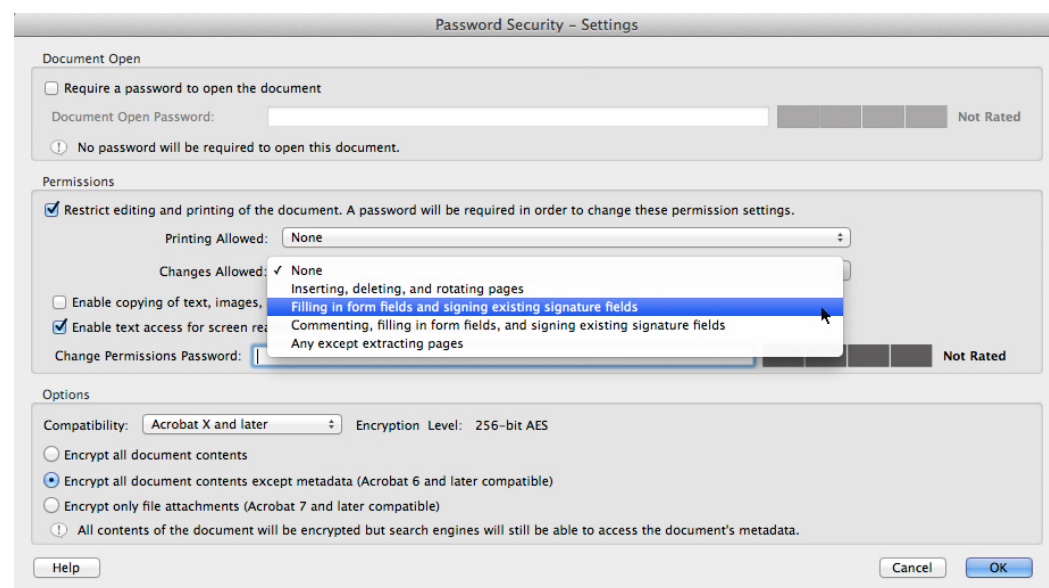 Password Security – Settings
Document Open
Require a password to open the document
Document Open Password: Not Rated
No password will be required to open this document.
Permissions
Restrict editing and printing of the document. A password will be required in order to change these permission settings.
Printing Allowed: None
Changes Allowed: ✓ None
Inserting, deleting, and rotating pages
Enable copying of text, images,
Filling in form fields and signing existing signature fields
Enable text access for screen
Commenting, filling in form fields, and signing existing signature fields
Any except extracting pages
Change Permissions Password: Not Rated
Options
Compatibility: Acrobat X and later Encryption Level: 256-bit AES
Encrypt all document contents
Encrypt all document contents except metadata (Acrobat 6 and later compatible)
Encrypt only file attachments (Acrobat 7 and later compatible)
All contents of the document will be encrypted but search engines will still be able to access the document's metadata.
Help Cancel OK